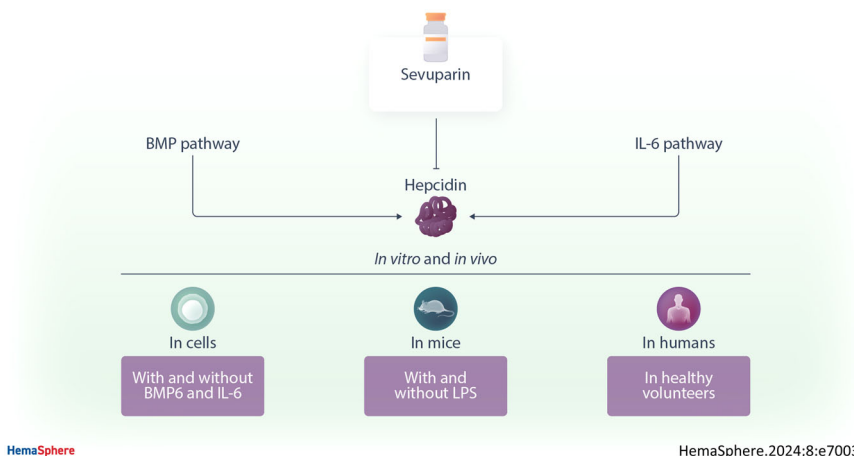 Sevuparin
BMP pathway
IL-6 pathway
Hepcidin
In vitro and in vivo
In cells
In mice
In humans
With and without
BMP6 and IL-6
With and
without LPS
In healthy
volunteers
HemaSphere
HemaSphere.2024;8:e7003